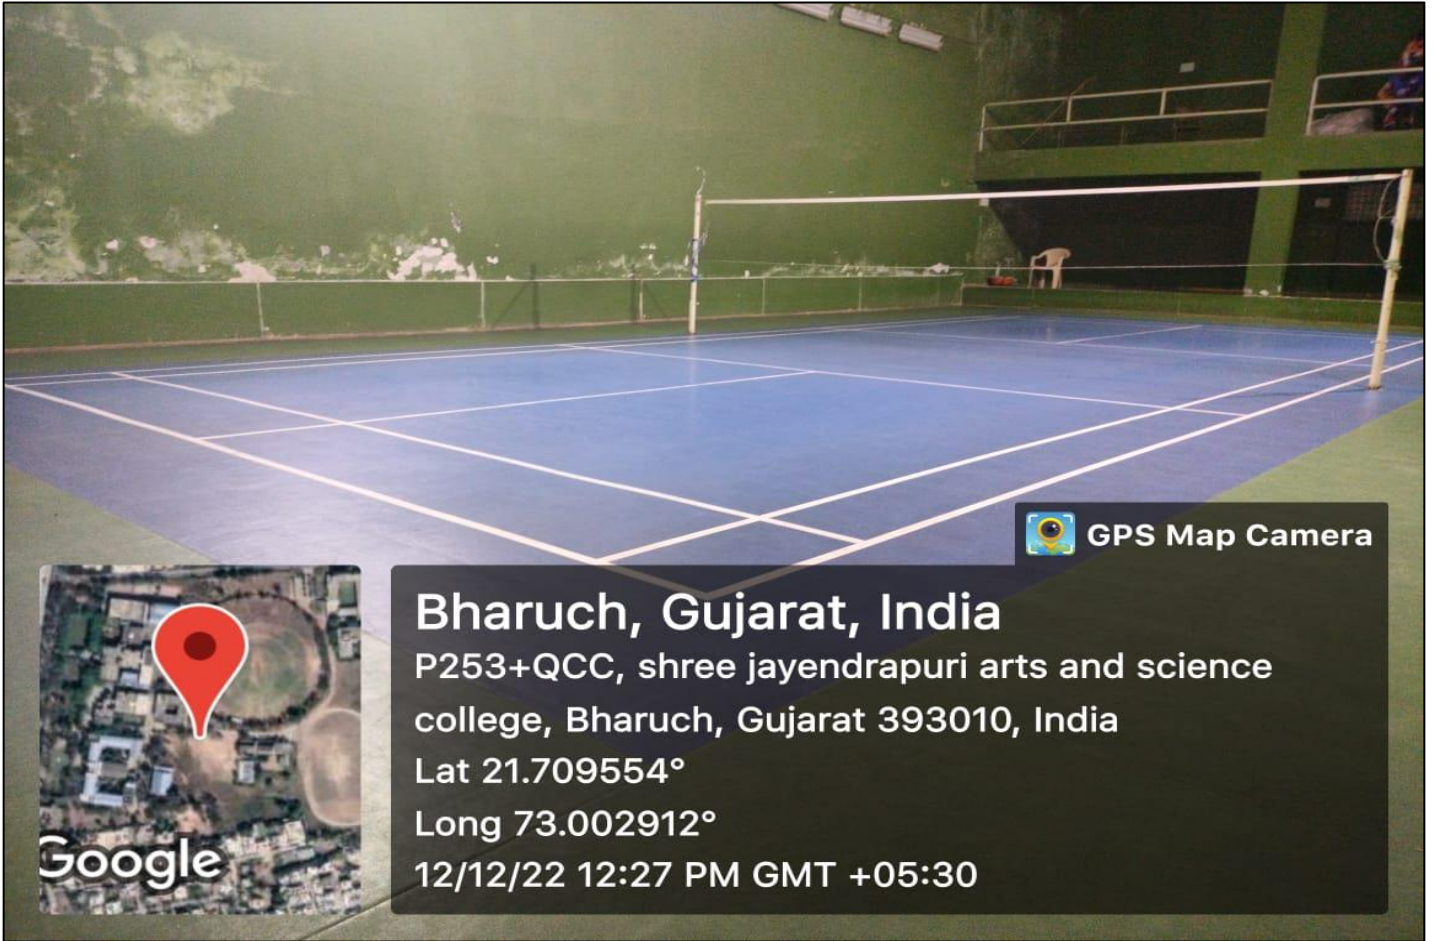 GPS Map Camera
Bharuch, Gujarat, India
P253+QCC, shree jayendrapuri arts and science
college, Bharuch, Gujarat 393010, India
Lat 21.709554°
Long 73.002912°
12/12/22 12:27 PM GMT +05:30
Google